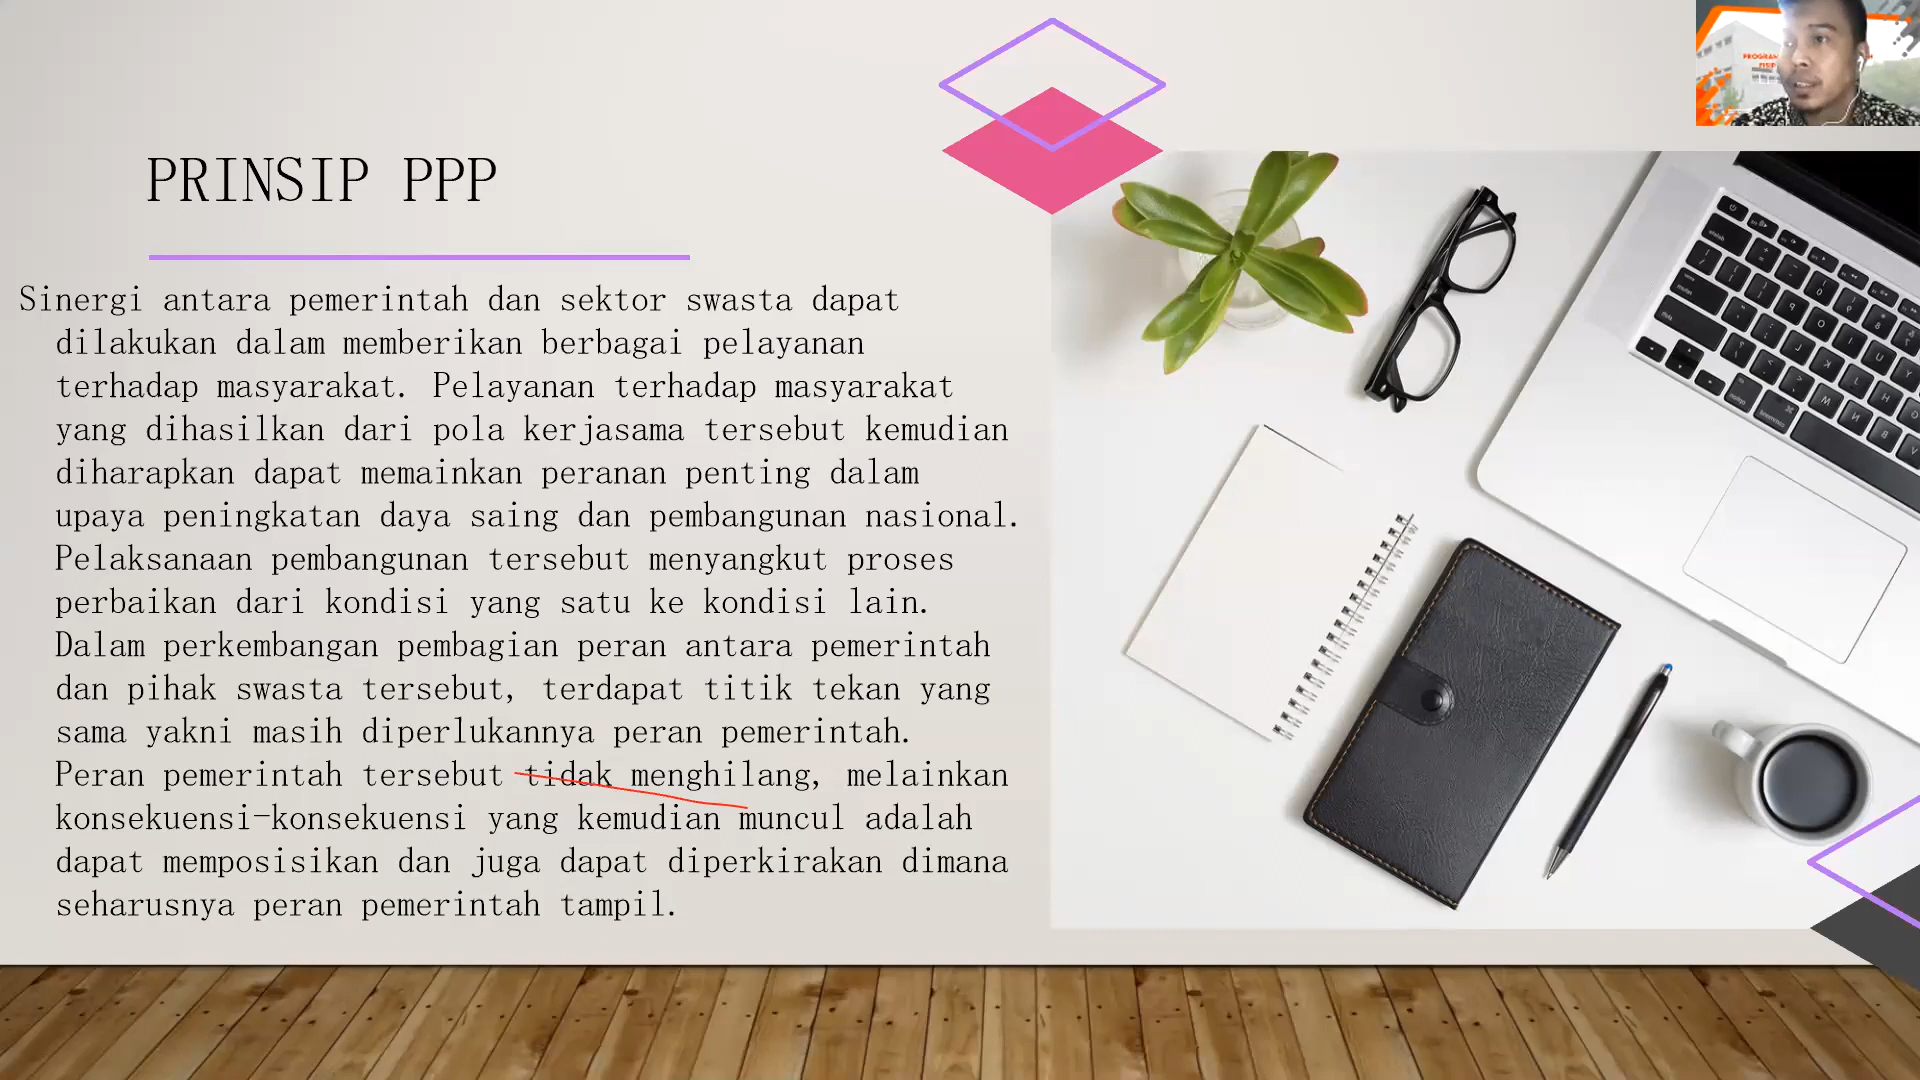 PRINSIP PPP
Sinergi antara pemerintah dan sektor swasta dapat
dilakukan dalam memberikan berbagai pelayanan
terhadap masyarakat. Pelayanan terhadap masyarakat
yang dihasilkan dari pola kerjasama tersebut kemudian
diharapkan dapat memainkan peranan penting dalam
upaya peningkatan daya saing dan pembangunan nasional.
Pelaksanaan pembangunan tersebut menyangkut proses
perbaikan dari kondisi yang satu ke kondisi lain.
Dalam perkembangan pembagian peran antara pemerintah
dan pihak swasta tersebut, terdapat titik tekan yang
sama yakni masih diperlukannya peran pemerintah.
Peran pemerintah tersebut tidak menghilang, melainkan
konsekuensi-konsekuensi yang kemudian muncul adalah
dapat memposisikan dan juga dapat diperkirakan dimana
seharusnya peran pemerintah tampil.